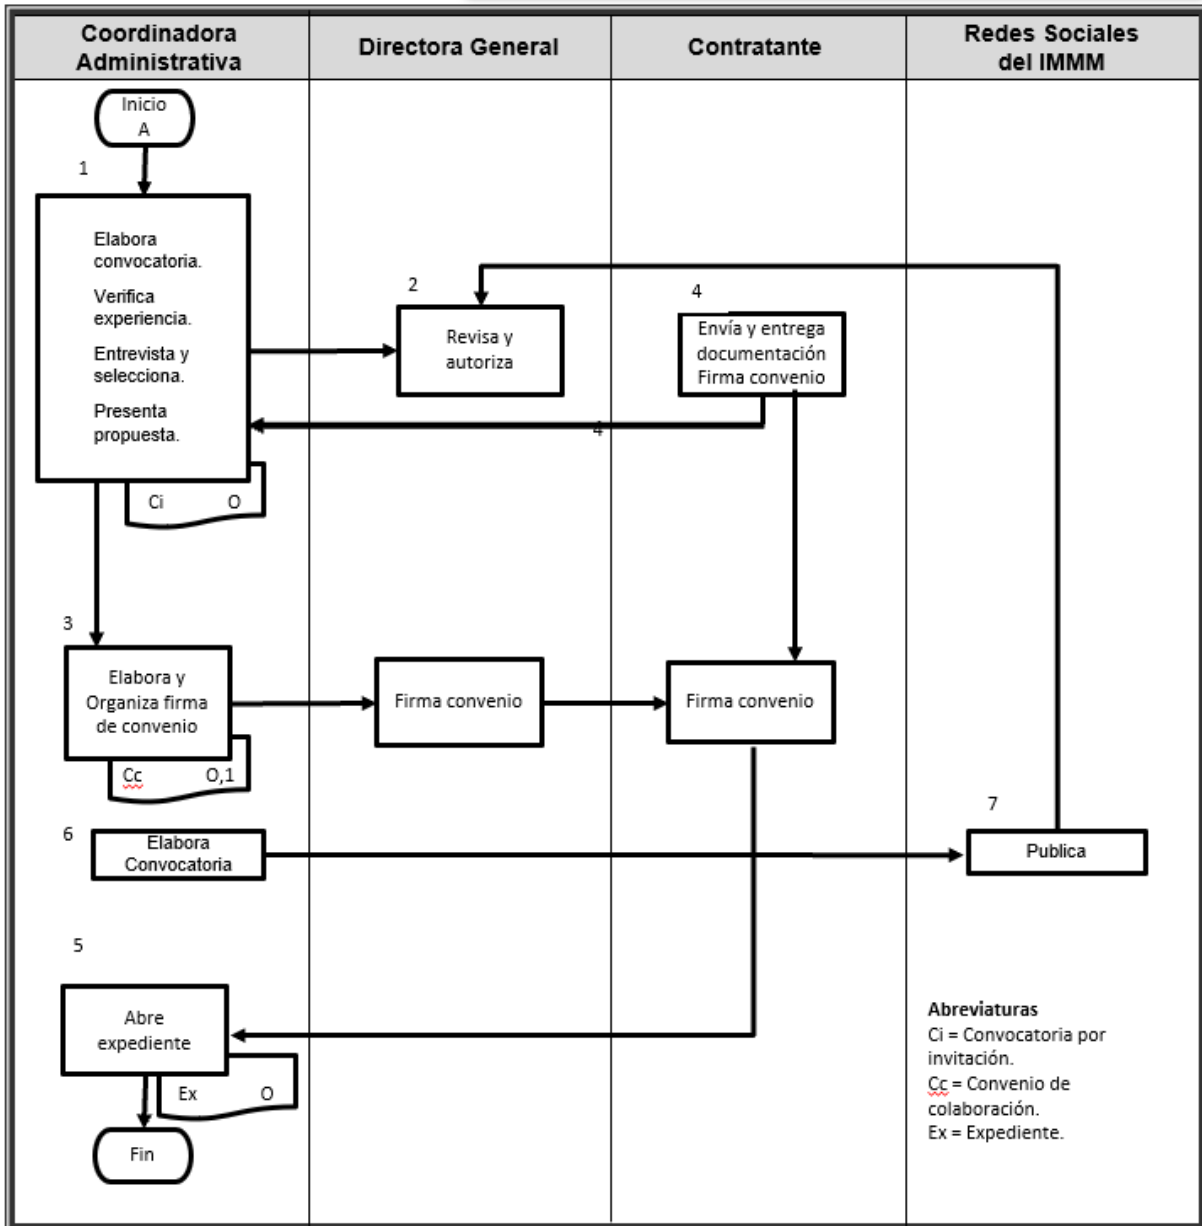 Coordinadora
Administrativa
Directora General
Contratante
Redes Sociales
del IMMM
Inicio
A
1
Elabora
convocatoria.
Verifica
experiencia.
Entrevista y
selecciona.
Presenta
propuesta.
Ci O
2
Revisa y
autoriza
4
Envía y entrega
documentación
Firma convenio
4
3
Elabora y
Organiza firma
de convenio
Cc O,1
Firma convenio
Firma convenio
6
Elabora
Convocatoria
7
Publica
5
Abre
expediente
Ex O
Fin
Abreviaturas
Ci = Convocatoria por
invitación.
Cc = Convenio de
colaboración.
Ex = Expediente.